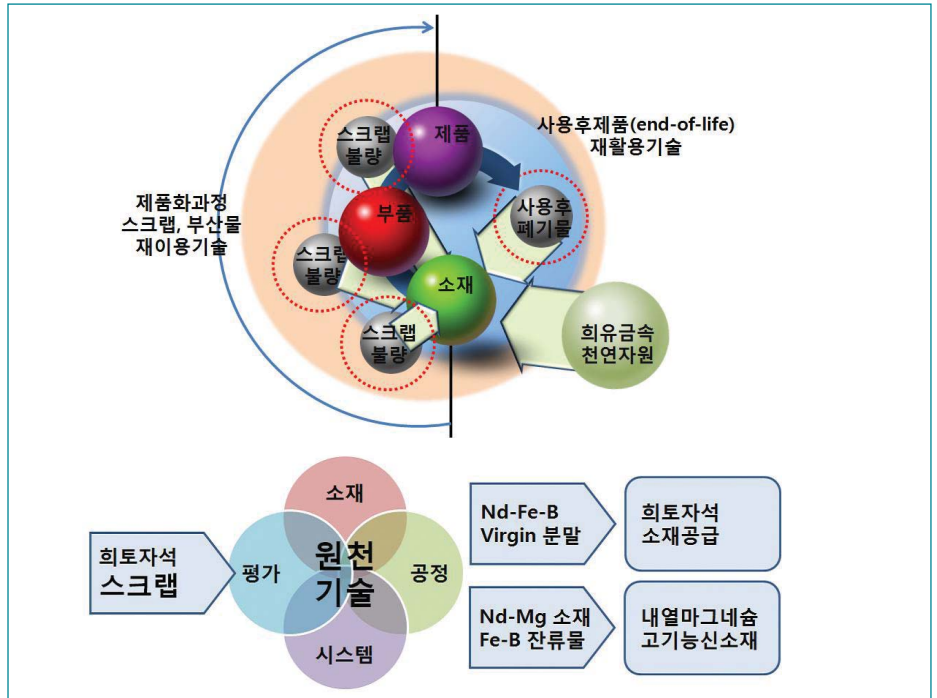 스크랩
불량
제품
사용후제품(end-of-life)
재활용기술
제품화과정
스크랩, 부산물
재이용기술
부품
사용후
폐기물
스크랩
불량
소재
스크랩
불량
희유금속
천연자원
소재
희토자석
스크랩
평가
원천
기술
공정
시스템
Nd-Fe-B
Virgin 분말
희토자석
소재공급
Nd-Mg 소재
Fe-B 잔류물
내열마그네슘
고기능신소재